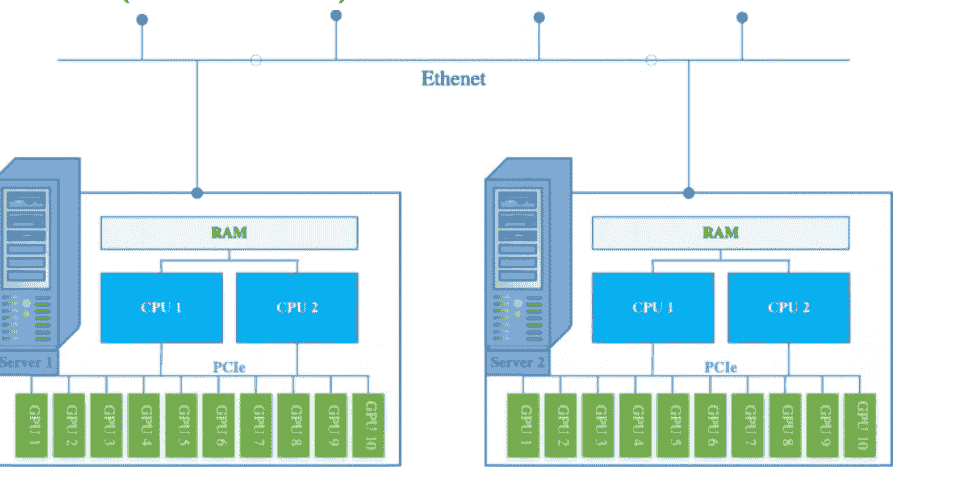 Ethenet
RAM
CPU 1
CPU 2
Server 1
PCIe
GPU 1
GPU 2
GPU 3
GPU 4
GPU 5
GPU 6
GPU 7
GPU 8
GPU 9
GPU 10
RAM
CPU 1
CPU 2
Server 2
PCIe
GPU 1
GPU 2
GPU 3
GPU 4
GPU 5
GPU 6
GPU 7
GPU 8
GPU 9
GPU 10